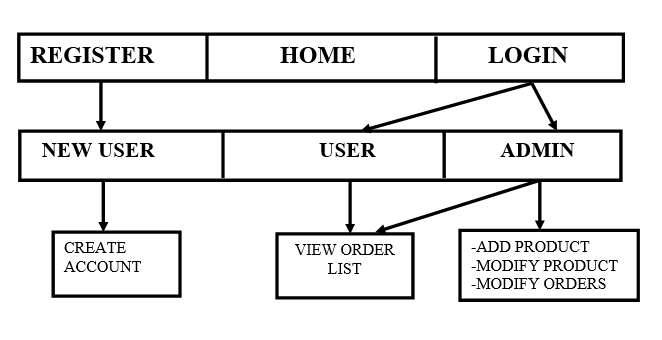 REGISTER
HOME
LOGIN
NEW USER
USER
ADMIN
CREATE
ACCOUNT
VIEW ORDER
LIST
-ADD PRODUCT
-MODIFY PRODUCT
-MODIFY ORDERS